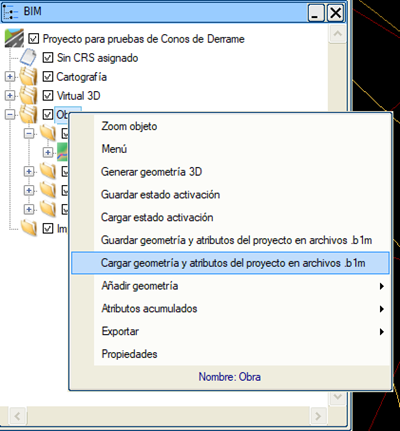 BIM
Proyecto para pruebas de Conos de Derrame
Sin CRS asignado
Cartografía
Virtual 3D
Zoom objeto
Menú
Generar geometría 3D
Guardar estado activación
Cargar estado activación
Guardar geometría y atributos del proyecto en archivos .b1m
Cargar geometría y atributos del proyecto en archivos .b1m
Añadir geometría
Atributos acumulados
Exportar
Propiedades
Nombre: Obra